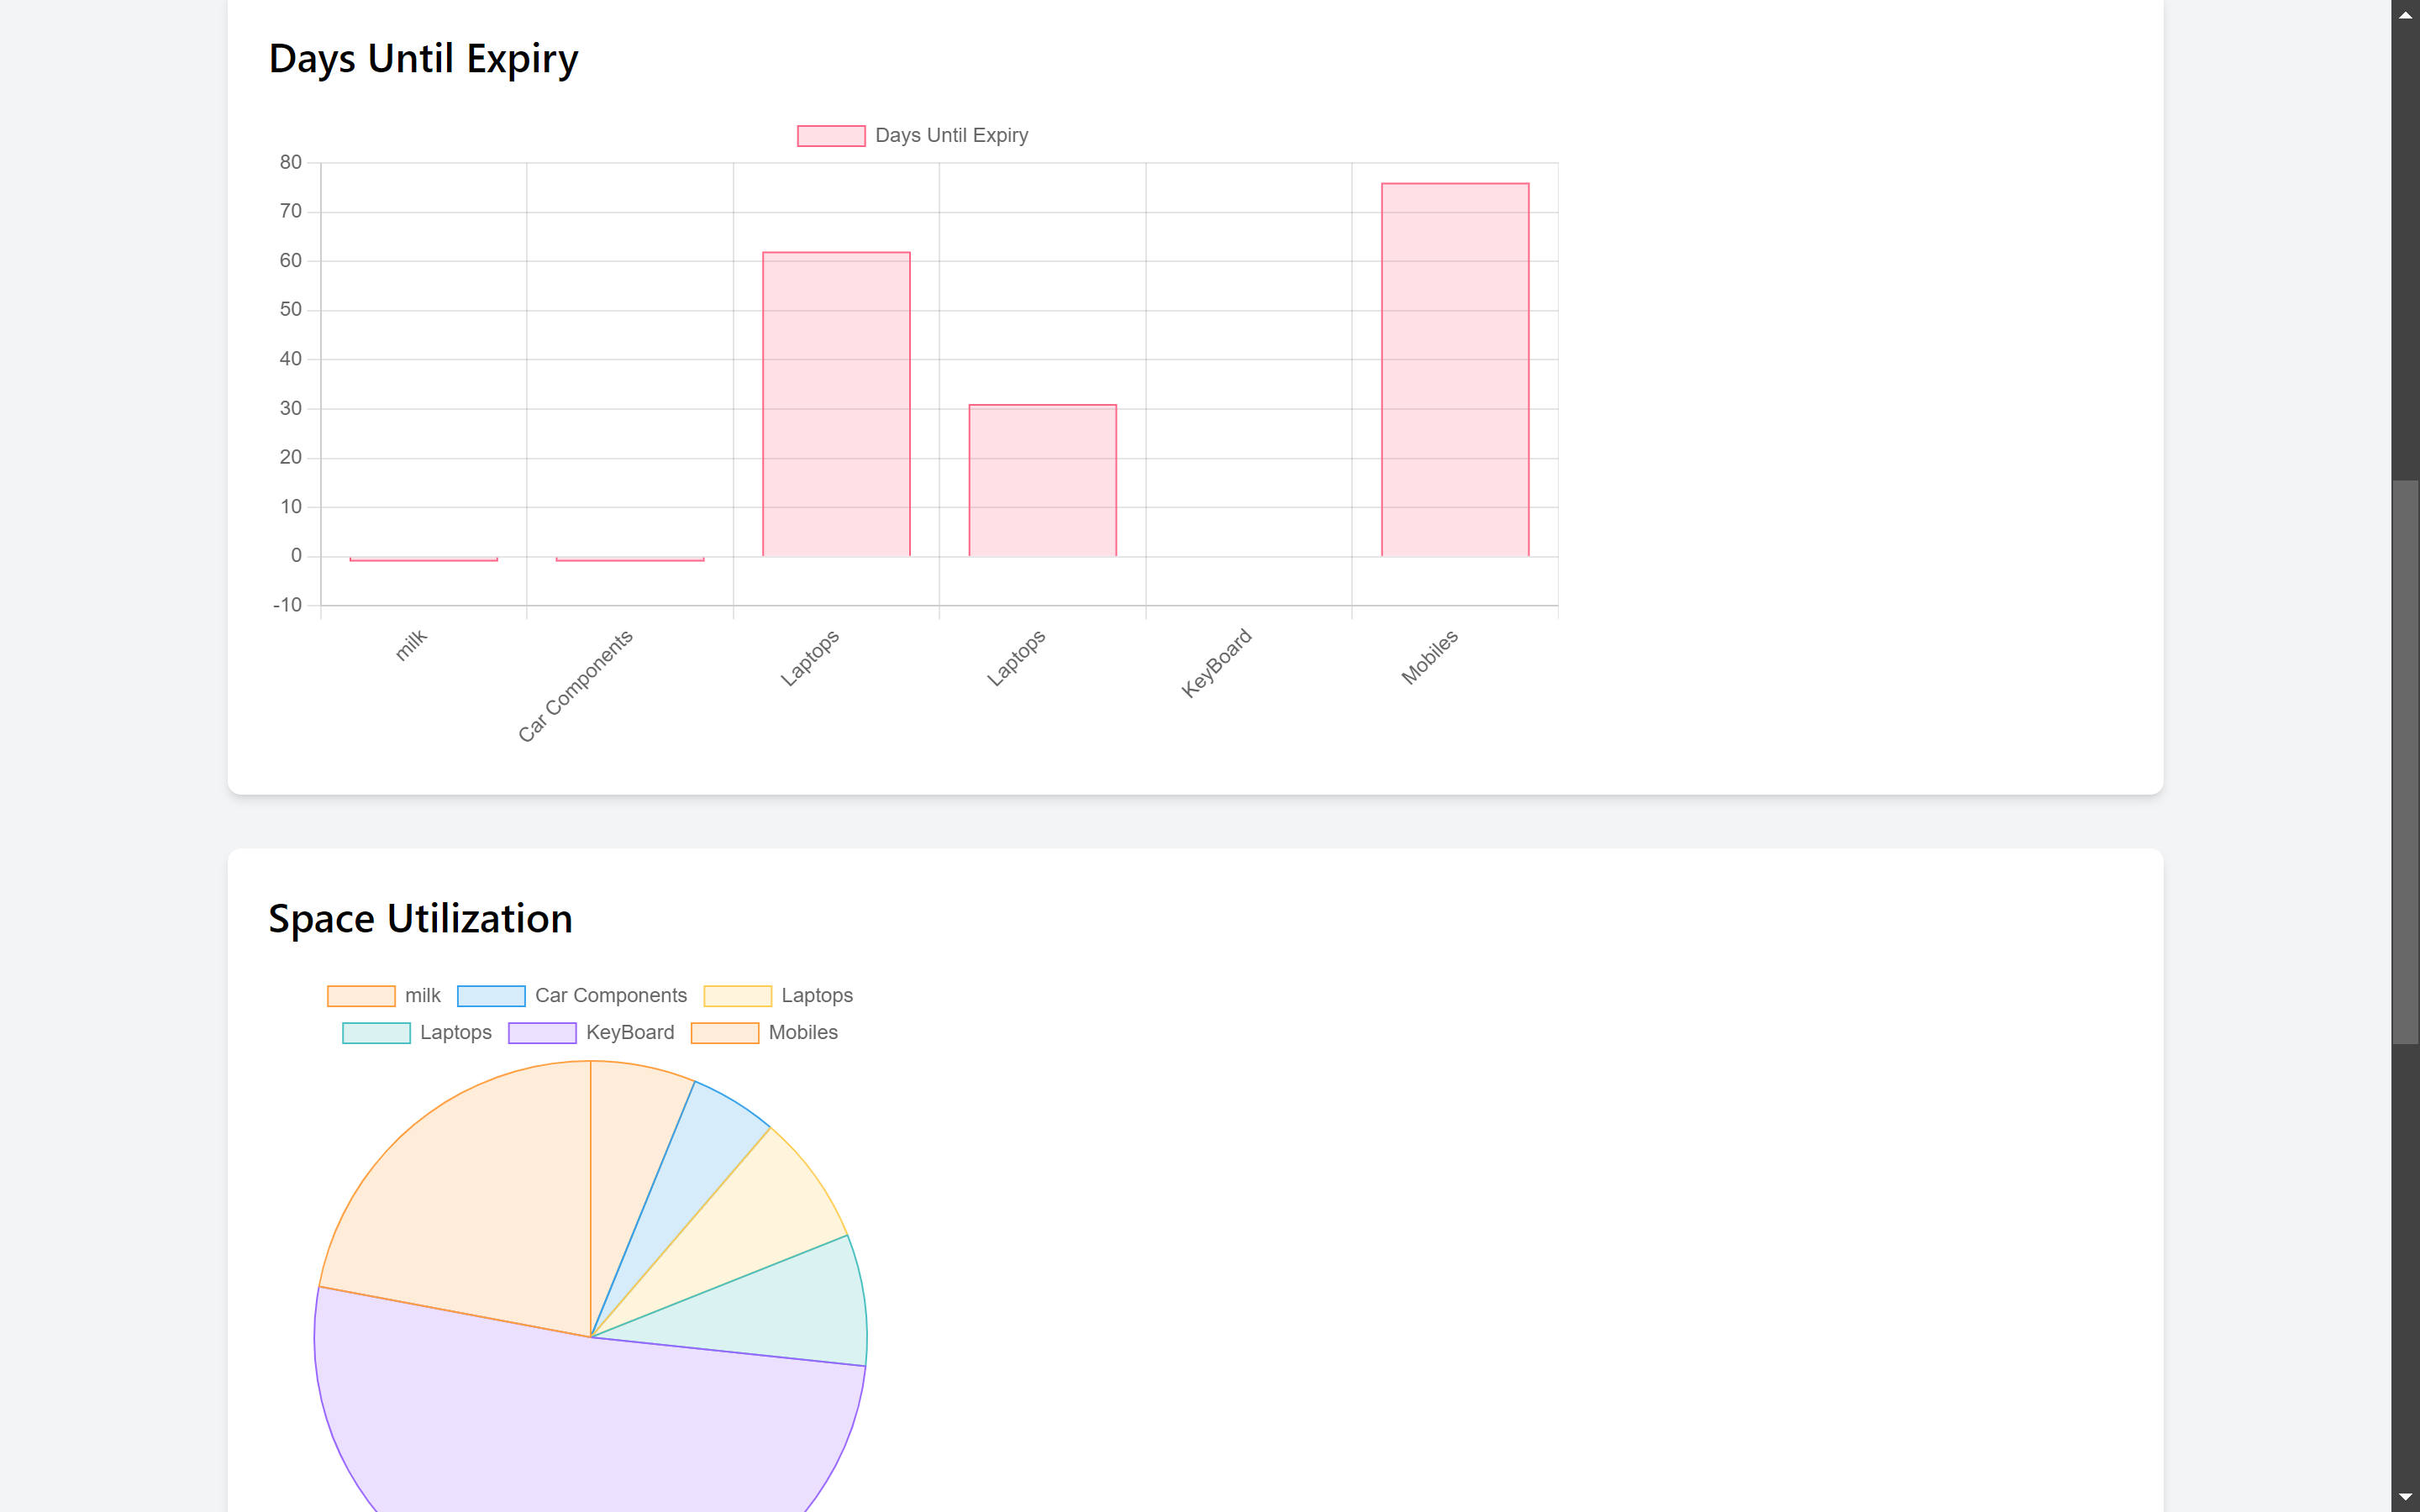 Days Until Expiry
Days Until Expiry
80
70
60
50
40
30
20
10
0
-10
milk
Car Components
Laptops
Laptops
KeyBoard
Mobiles
Space Utilization
milk Car Components Laptops
Laptops KeyBoard Mobiles